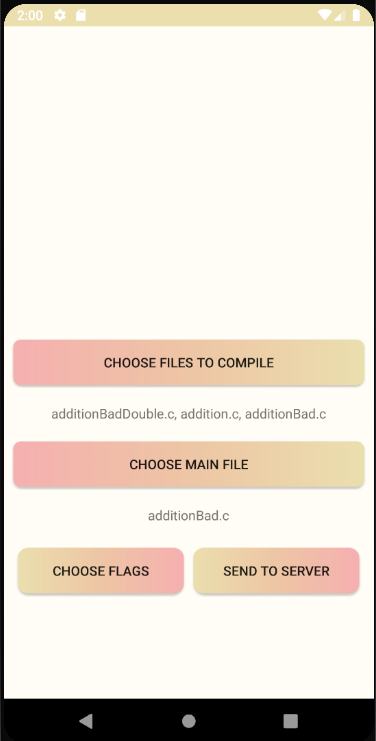 2:00
CHOOSE FILES TO COMPILE
additionBadDouble.c, addition.c, additionBad.c
CHOOSE MAIN FILE
additionBad.c
CHOOSE FLAGS
SEND TO SERVER